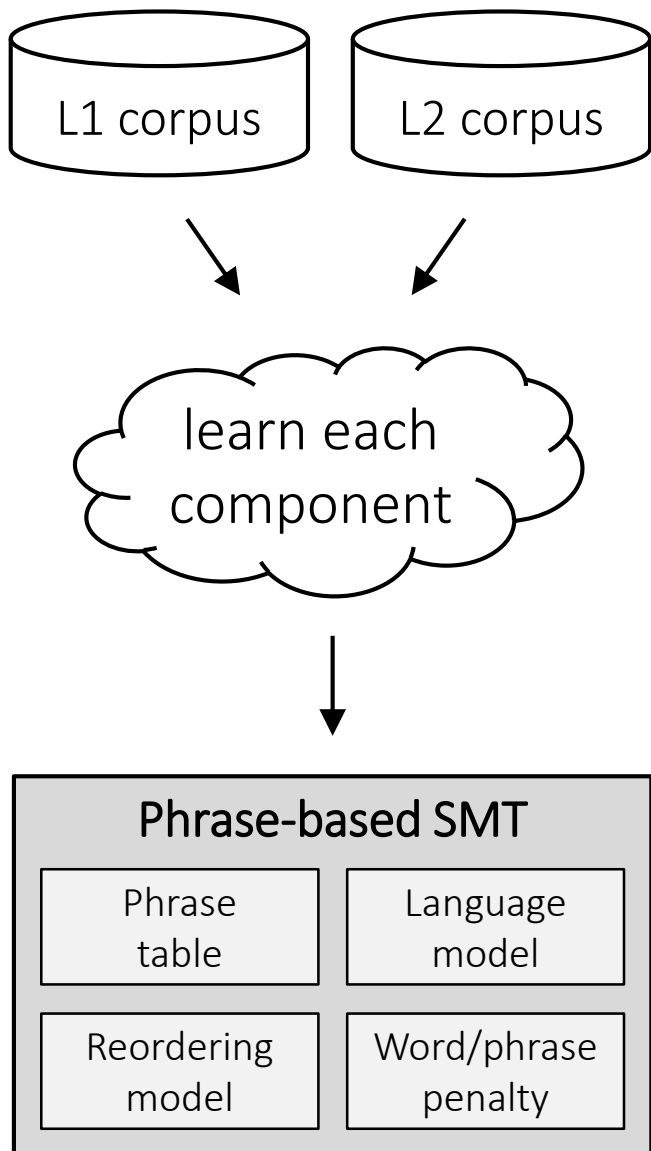 L1 corpus
L2 corpus
learn each
component
Phrase-based SMT
Phrase
table
Language
model
Reordering
model
Word/phrase
penalty